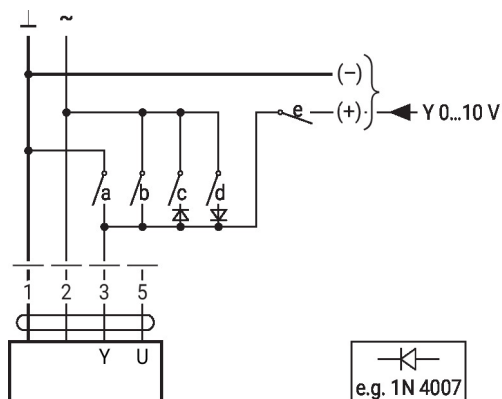 ⊥ ~
(–)
e (+) Y 0...10 V
a b c d
1 2 3 5
Y U
e.g. 1N 4007